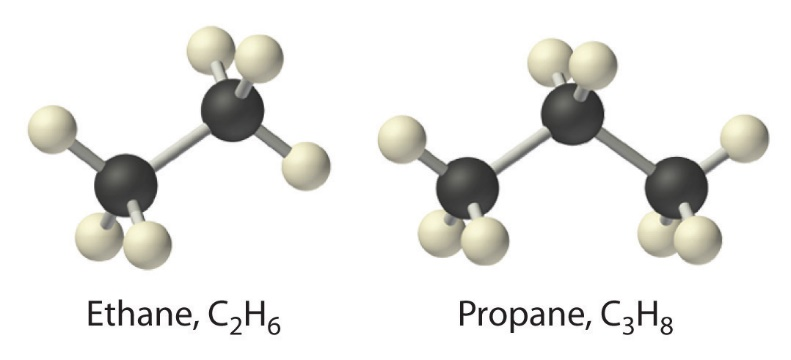 Ethane, C₂H₆
Propane, C₃H₈